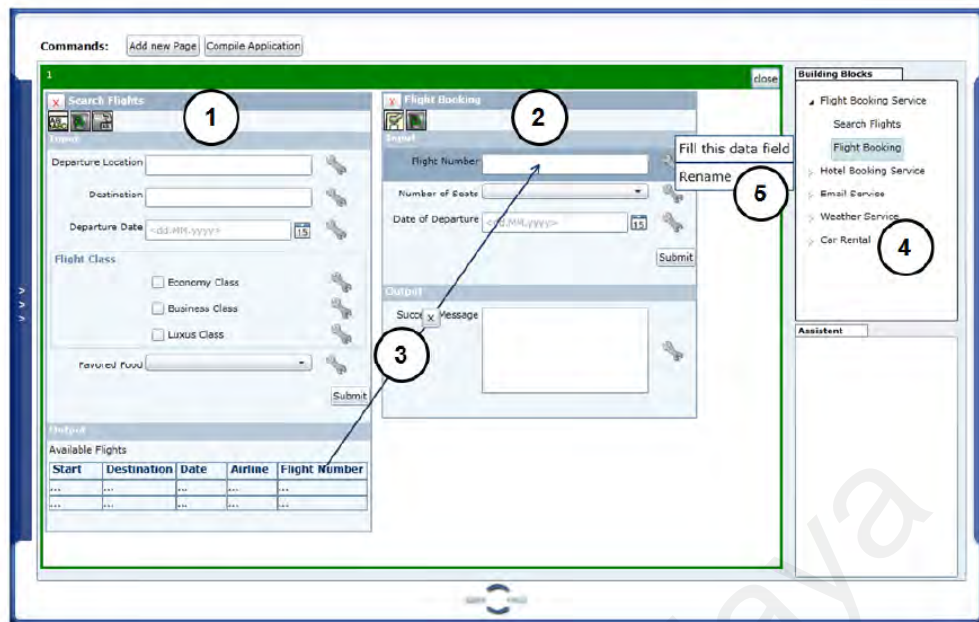 Commands: Add new Page Compile Application
1 close
x Search Flights
1
Input
Departure Location
Destination
Departure Date <dd.MM.yyyy> 15
Flight Class
Economy Class
Business Class
Luxus Class
Favored Food
Submit
Output
Available Flights
Start Destination Date Airline Flight Number
... ... ... ... ...
... ... ... ... ...
x Flight Booking
2
Input
Flight Number
Number of Seats
Date of Departure <dd.MM.yyyy> 15
Submit
Output
x Message
3
Fill this data field
Rename
5
Building Blocks
Flight Booking Service
Search Flights
Flight Booking
Hotel Booking Service
Email Service
Weather Service
Car Rental
4
Assistent
aya